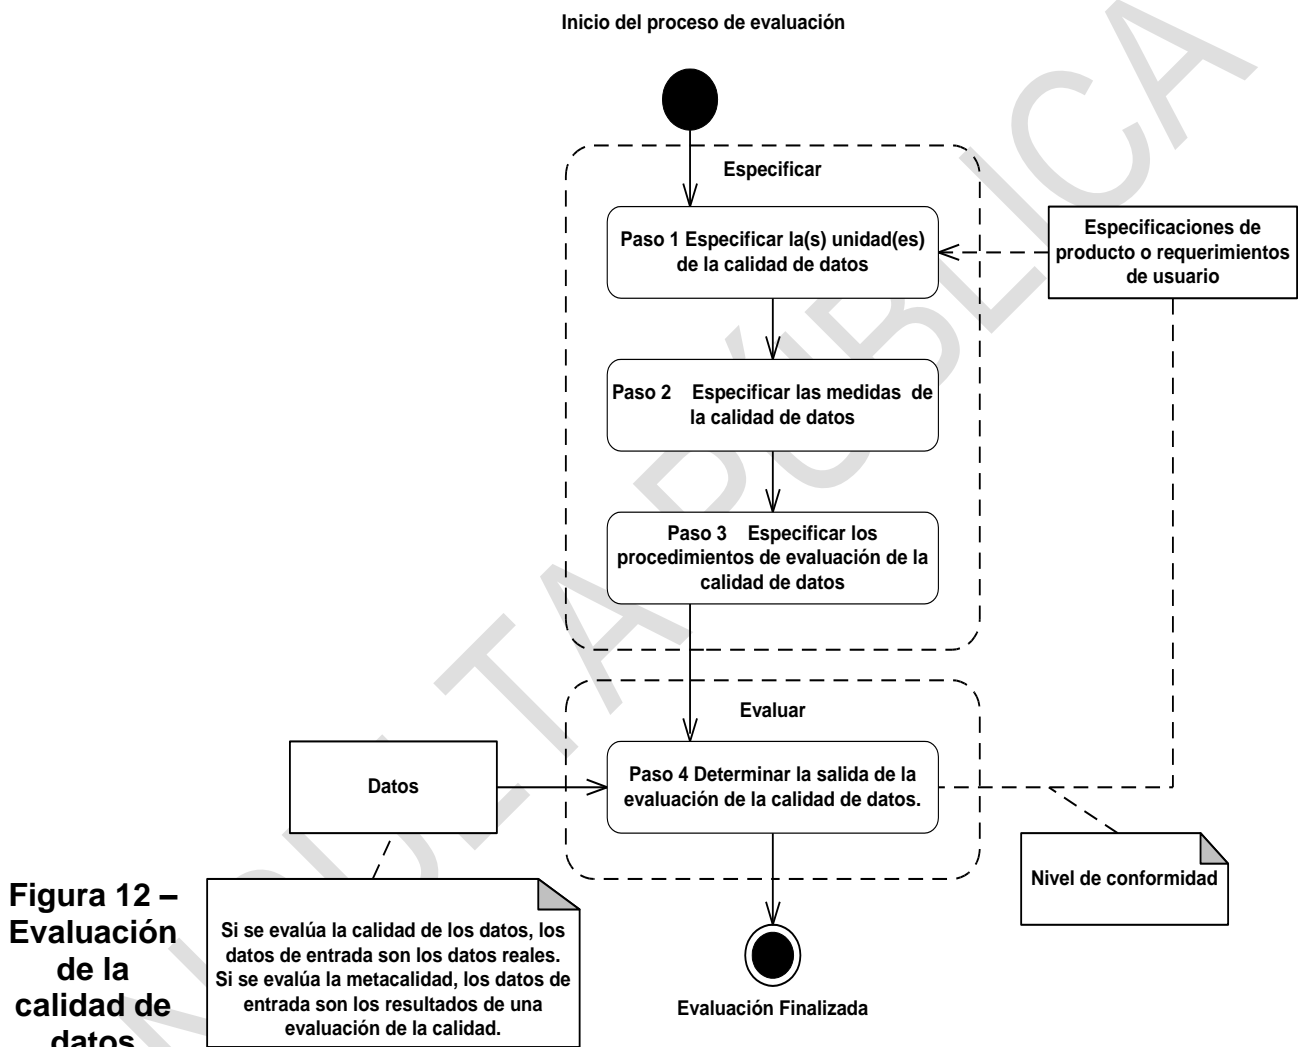 Inicio del proceso de evaluación
Especificar
Paso 1 Especificar la(s) unidad(es)
de la calidad de datos
Especificaciones de
producto o requerimientos
de usuario
Paso 2 Especificar las medidas de
la calidad de datos
Paso 3 Especificar los
procedimientos de evaluación de la
calidad de datos
Evaluar
Paso 4 Determinar la salida de la
evaluación de la calidad de datos.
Datos
Nivel de conformidad
Si se evalúa la calidad de los datos, los
datos de entrada son los datos reales.
Si se evalúa la metacalidad, los datos de
entrada son los resultados de una
evaluación de la calidad.
Evaluación Finalizada
Figura 12 –
Evaluación
de la
calidad de
datos
NSULTA PÚBLICA